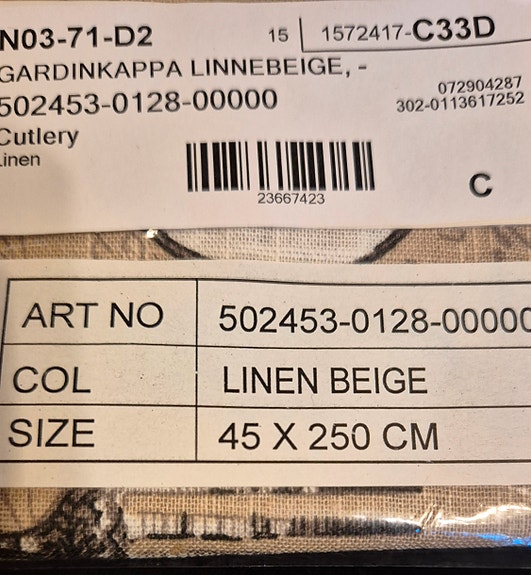 N03-71-D2 15 1572417-C33D
GARDINKAPPA LINNEBEIGE, -
502453-0128-00000
072904287
302-0113617252
Cutlery
Linen
23667423
C
ART NO 502453-0128-00000
COL LINEN BEIGE
SIZE 45 X 250 CM